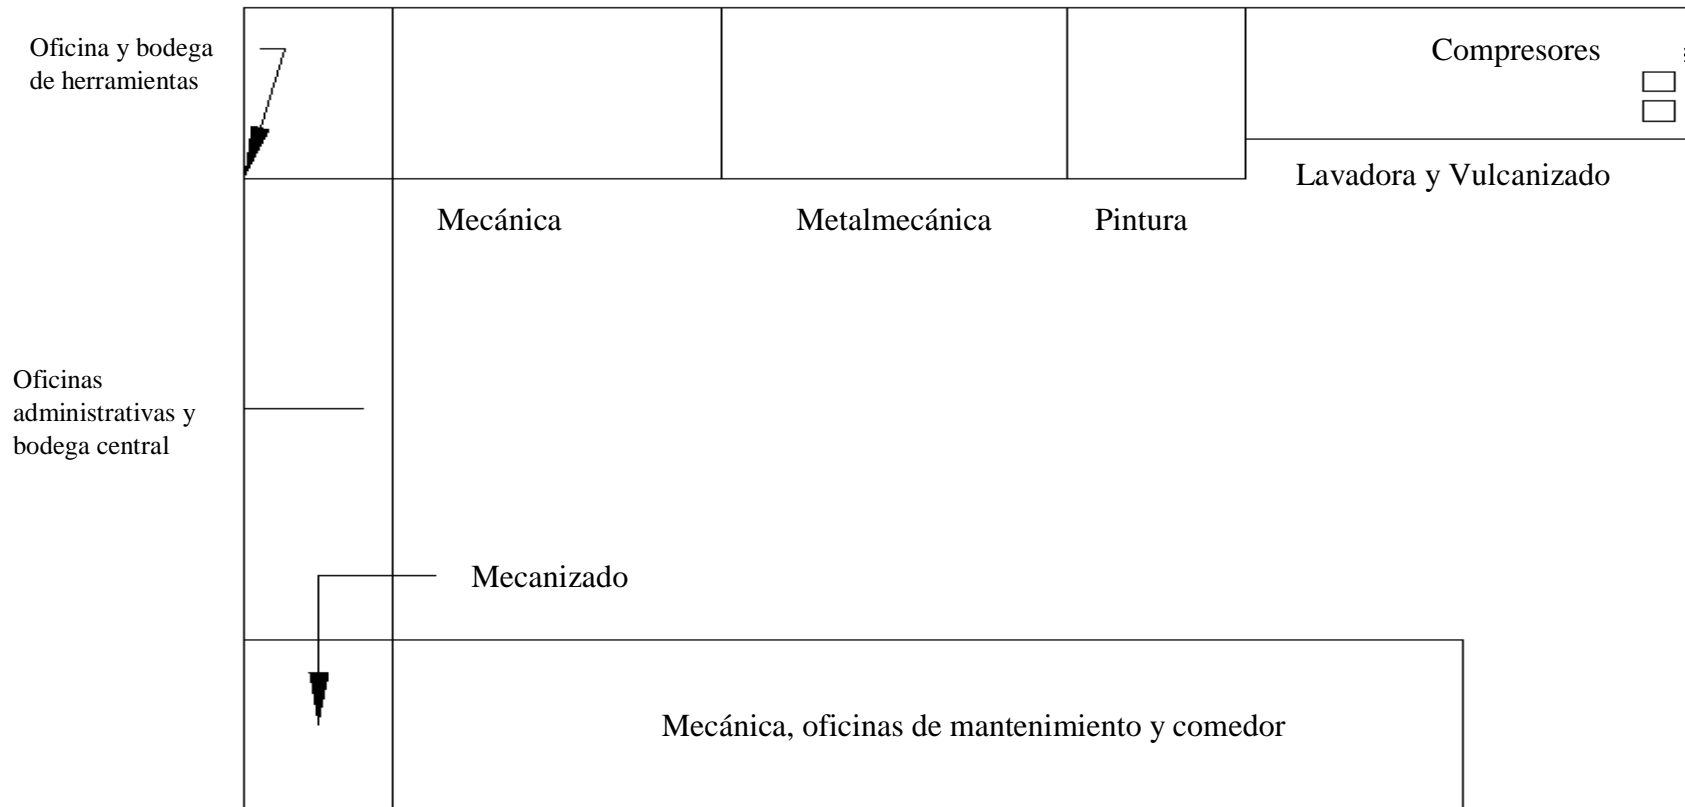 Oficina y bodega
de herramientas
Compresores
Lavadora y Vulcanizado
Mecánica
Metalmecánica
Pintura
Oficinas
administrativas y
bodega central
Mecanizado
Mecánica, oficinas de mantenimiento y comedor